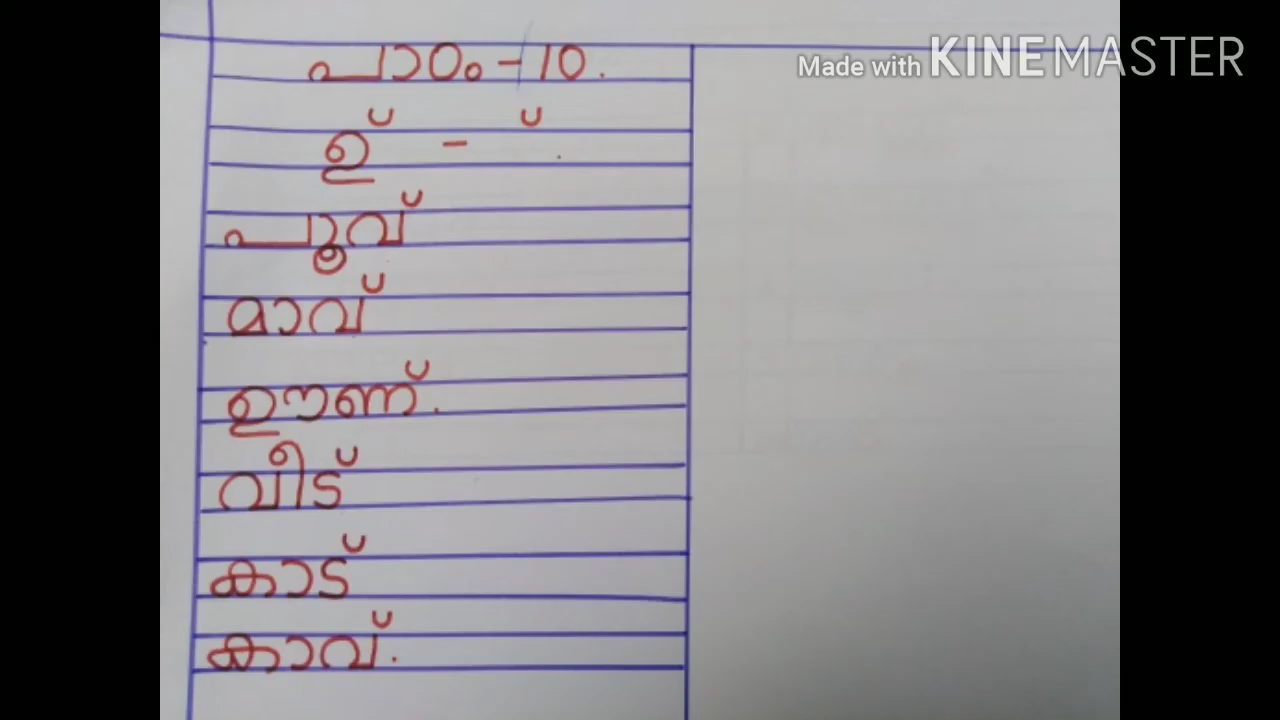 Made with KINEMASTER
പാഠം - 10.
ഉ് - ്
പൂവ്
മാവ്
ഊണ്.
വീട്
കാട്
കാവ്.